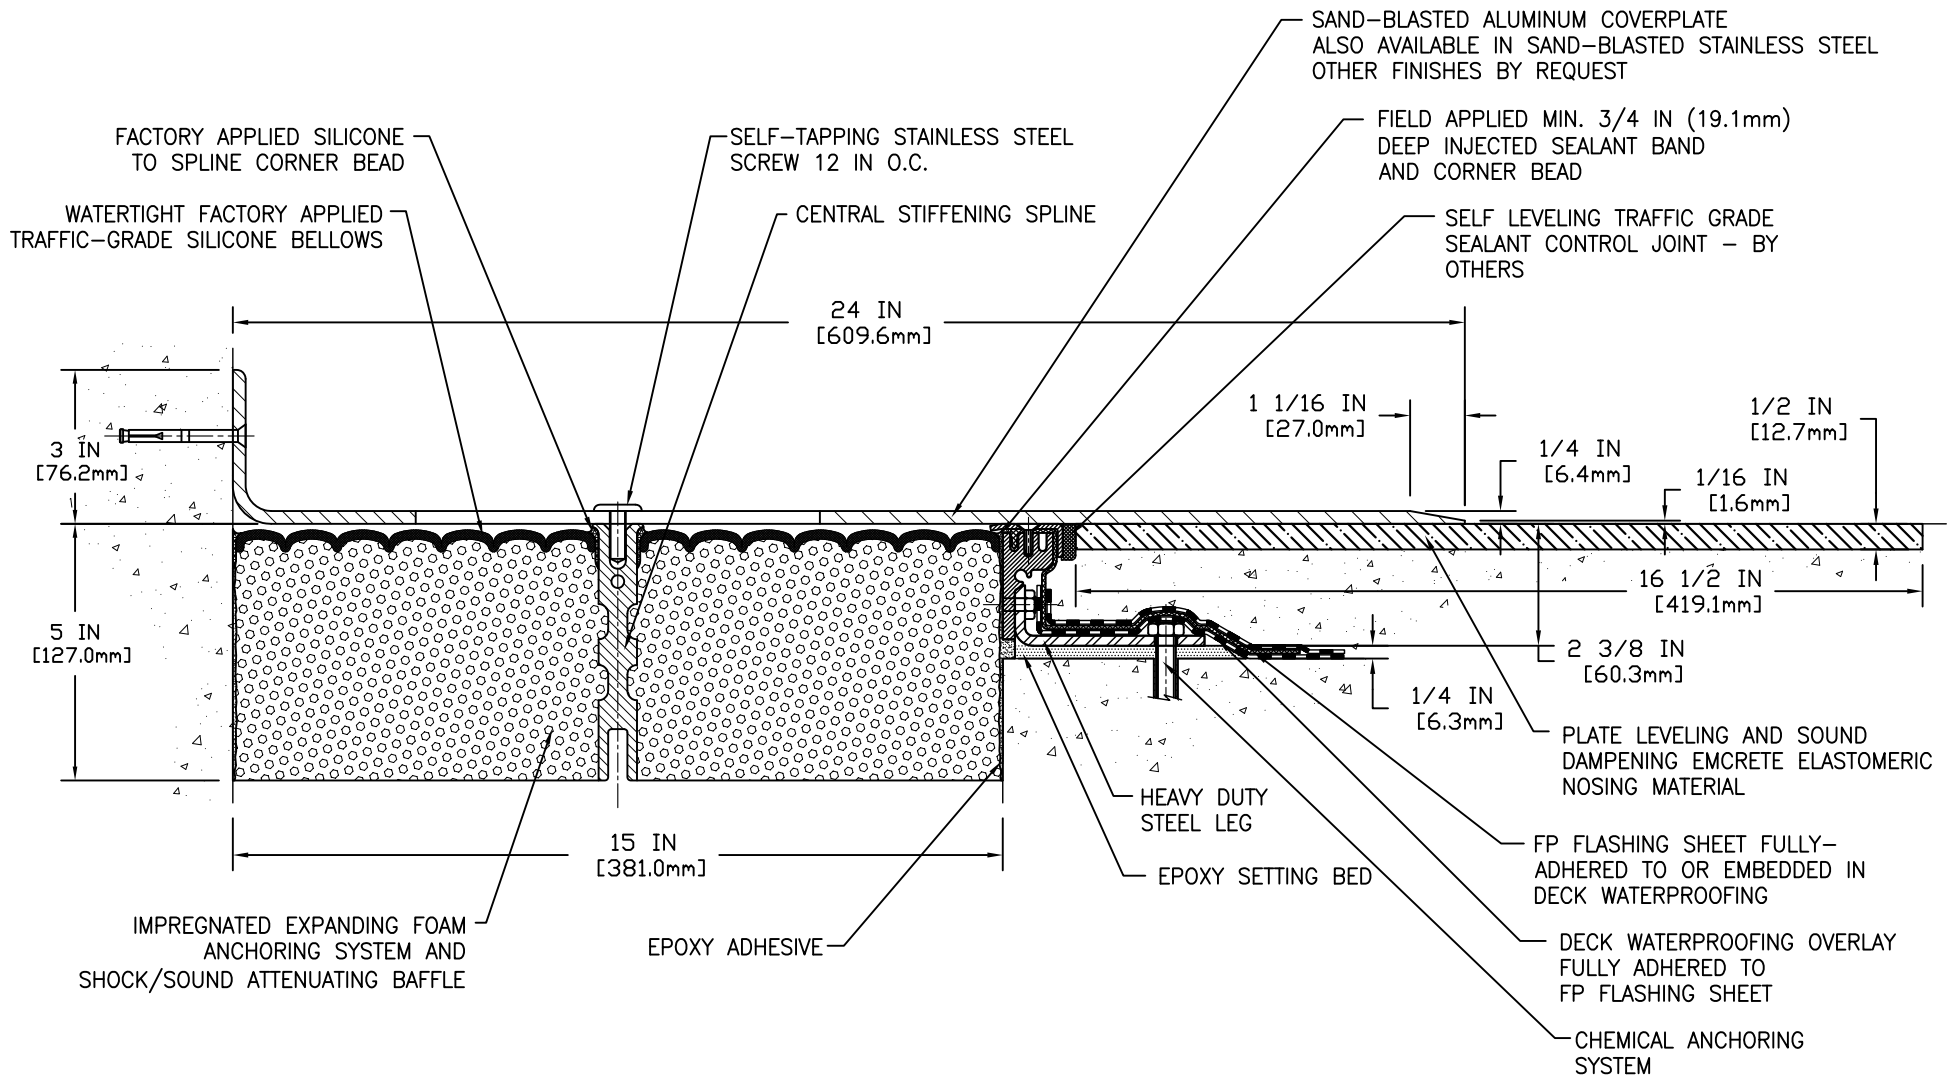 SAND-BLASTED ALUMINUM COVERPLATE
ALSO AVAILABLE IN SAND-BLASTED STAINLESS STEEL
OTHER FINISHES BY REQUEST
FIELD APPLIED MIN. 3/4 IN (19.1mm)
DEEP INJECTED SEALANT BAND
AND CORNER BEAD
FACTORY APPLIED SILICONE
TO SPLINE CORNER BEAD
SELF-TAPPING STAINLESS STEEL
SCREW 12 IN O.C.
WATERTIGHT FACTORY APPLIED
TRAFFIC-GRADE SILICONE BELLOWS
CENTRAL STIFFENING SPLINE
SELF LEVELING TRAFFIC GRADE
SEALANT CONTROL JOINT - BY
OTHERS
24 IN
[609.6mm]
1 1/16 IN
[27.0mm]
1/2 IN
[12.7mm]
1/4 IN
[6.4mm]
1/16 IN
[1.6mm]
3 IN
[76.2mm]
16 1/2 IN
[419.1mm]
5 IN
[127.0mm]
2 3/8 IN
[60.3mm]
1/4 IN
[6.3mm]
PLATE LEVELING AND SOUND
DAMPENING EMCRETE ELASTOMERIC
NOSING MATERIAL
HEAVY DUTY
STEEL LEG
15 IN
[381.0mm]
FP FLASHING SHEET FULLY-
ADHERED TO OR EMBEDDED IN
DECK WATERPROOFING
EPOXY SETTING BED
IMPREGNATED EXPANDING FOAM
ANCHORING SYSTEM AND
SHOCK/SOUND ATTENUATING BAFFLE
EPOXY ADHESIVE
DECK WATERPROOFING OVERLAY
FULLY ADHERED TO
FP FLASHING SHEET
CHEMICAL ANCHORING
SYSTEM